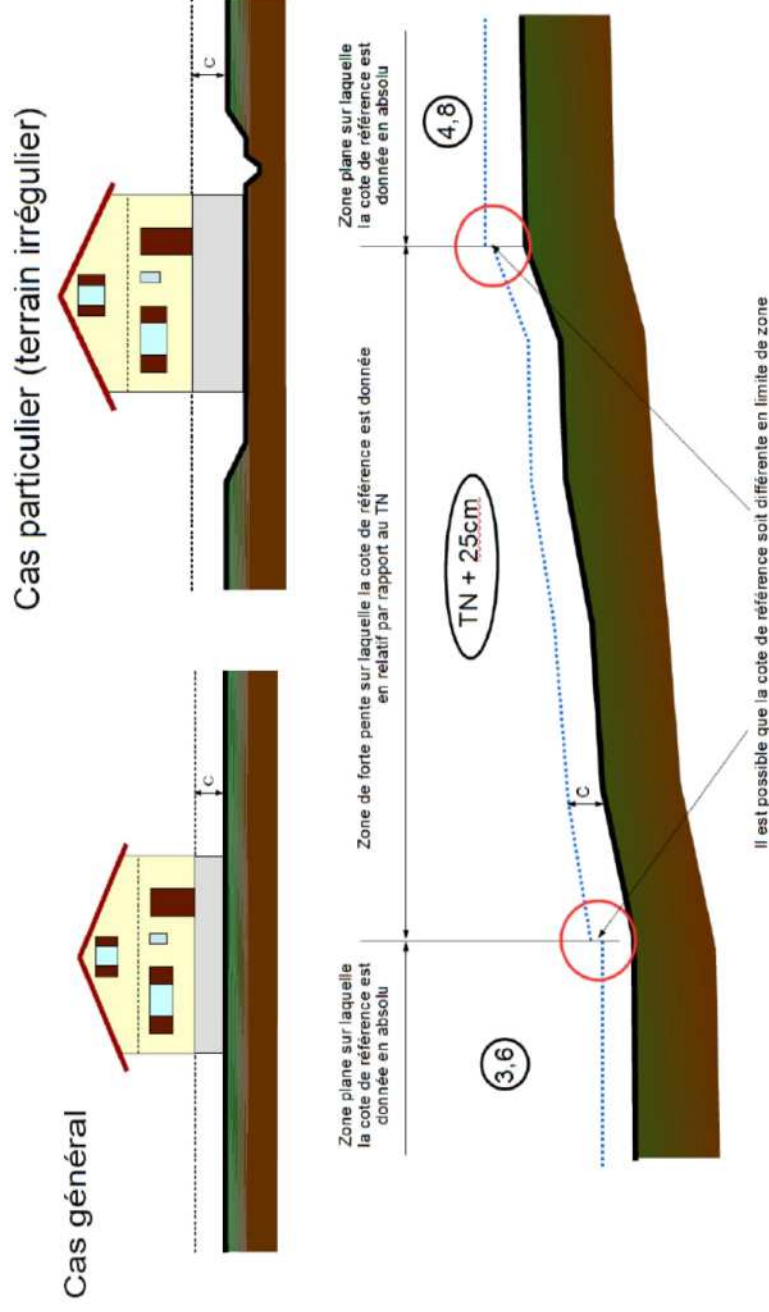 Cas général
Cas particulier (terrain irrégulier)
c
c
Zone plane sur laquelle
la cote de référence est
donnée en absolu
Zone de forte pente sur laquelle la cote de référence est donnée
en relatif par rapport au TN
Zone plane sur laquelle
la cote de référence est
donnée en absolu
3,6
TN + 25cm
4,8
c
Il est possible que la cote de référence soit différente en limite de zone